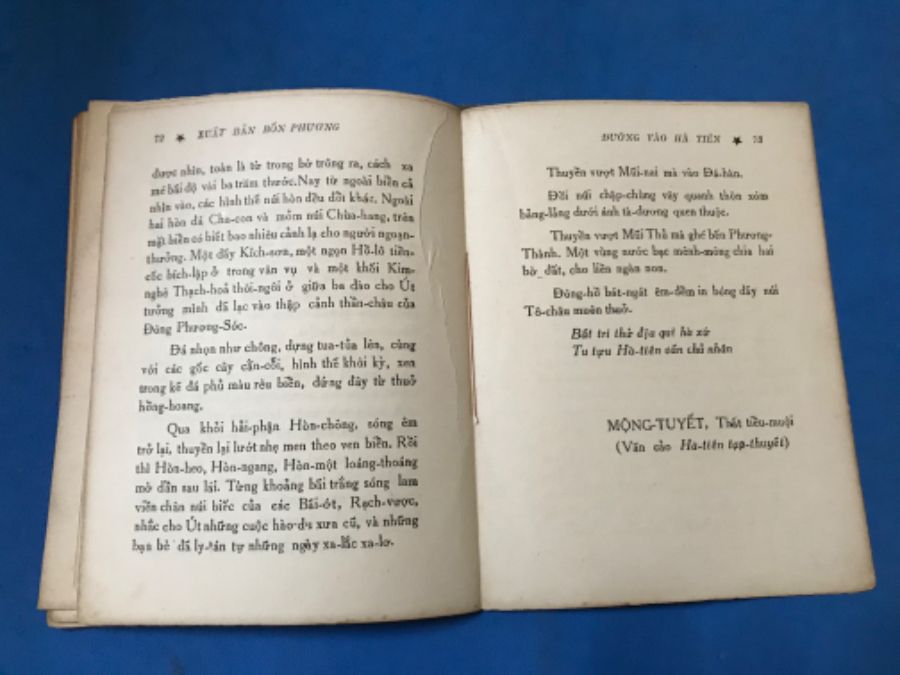 72 ★ XUẤT BẢN BỐN PHƯƠNG
được nhìn, toàn là từ trong bờ trông ra, cách xa
mé bãi độ vài ba trăm thước. Nay từ ngoài biển cả
nhìn vào, các hình thế núi hòn đều đổi khác. Ngoài
hai hòn đá Cha-con và mỏm núi Chùa-hang, trên
mặt biển có biết bao nhiêu cảnh lạ cho người ngoạn-
thưởng. Một dãy Kích-sơn, một ngọn Hồ-lô tiền-
cốc bích-lập ở trong vân vụ và một khối Kim-
nghê Thạch-hoả thói-ngôi ở giữa ba đào cho Út
tưởng mình đã lạc vào thập cảnh thần-châu của
Đông Phương-Sóc.
Đá nhọn như chông, dựng tua-tủa lên, cùng
với các gốc cây cằn-cỗi, hình thế khôi kỳ, xen
trong kẽ đá phủ màu rêu biển, đứng đây từ thuở
hồng-hoang.
Qua khỏi hải-phận Hòn-chông, sóng êm
trở lại, thuyền lại lướt nhẹ men theo ven biển. Rồi
thì Hòn-heo, Hòn-ngang, Hòn-một loáng-thoáng
mờ dần sau lái. Từng khoảng bãi trắng sóng lam
viền chân núi biếc của các Bãi-ớt, Rạch-vược,
nhắc cho Út những cuộc hào-du xưa cũ, và những
bạn bè đã ly-tán tự những ngày xa-lắc xa-lơ.
ĐƯỜNG VÀO HÀ TIÊN ★ 73
Thuyền vượt Mũi-nai mà vào Đá-hàn.
Đồi núi chập-chùng vây quanh thôn xóm
bảng-lảng dưới ánh tà-dương quen thuộc.
Thuyền vượt Mũi Thẻ mà ghé bến Phương-
Thành. Một vùng nước bạc mênh-mông chia hai
bờ đất, cho liền ngàn non.
Đông-hồ bát-ngát êm-đềm in bóng dãy núi
Tô-châu muôn thuở.
Bất tri thử địa qui hà xứ
Tu tựu Hà-tiên vấn chủ nhân
MỘNG-TUYẾT, Thất tiểu-muội
(Văn cảo Hà-tiên tạp-thuyết)